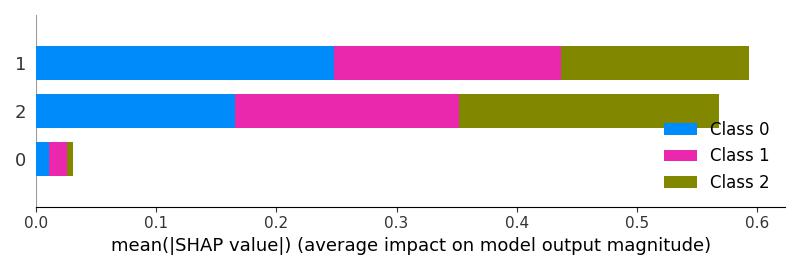 1
2
0
Class 0
Class 1
Class 2
0.0 0.1 0.2 0.3 0.4 0.5 0.6
mean(|SHAP value|) (average impact on model output magnitude)